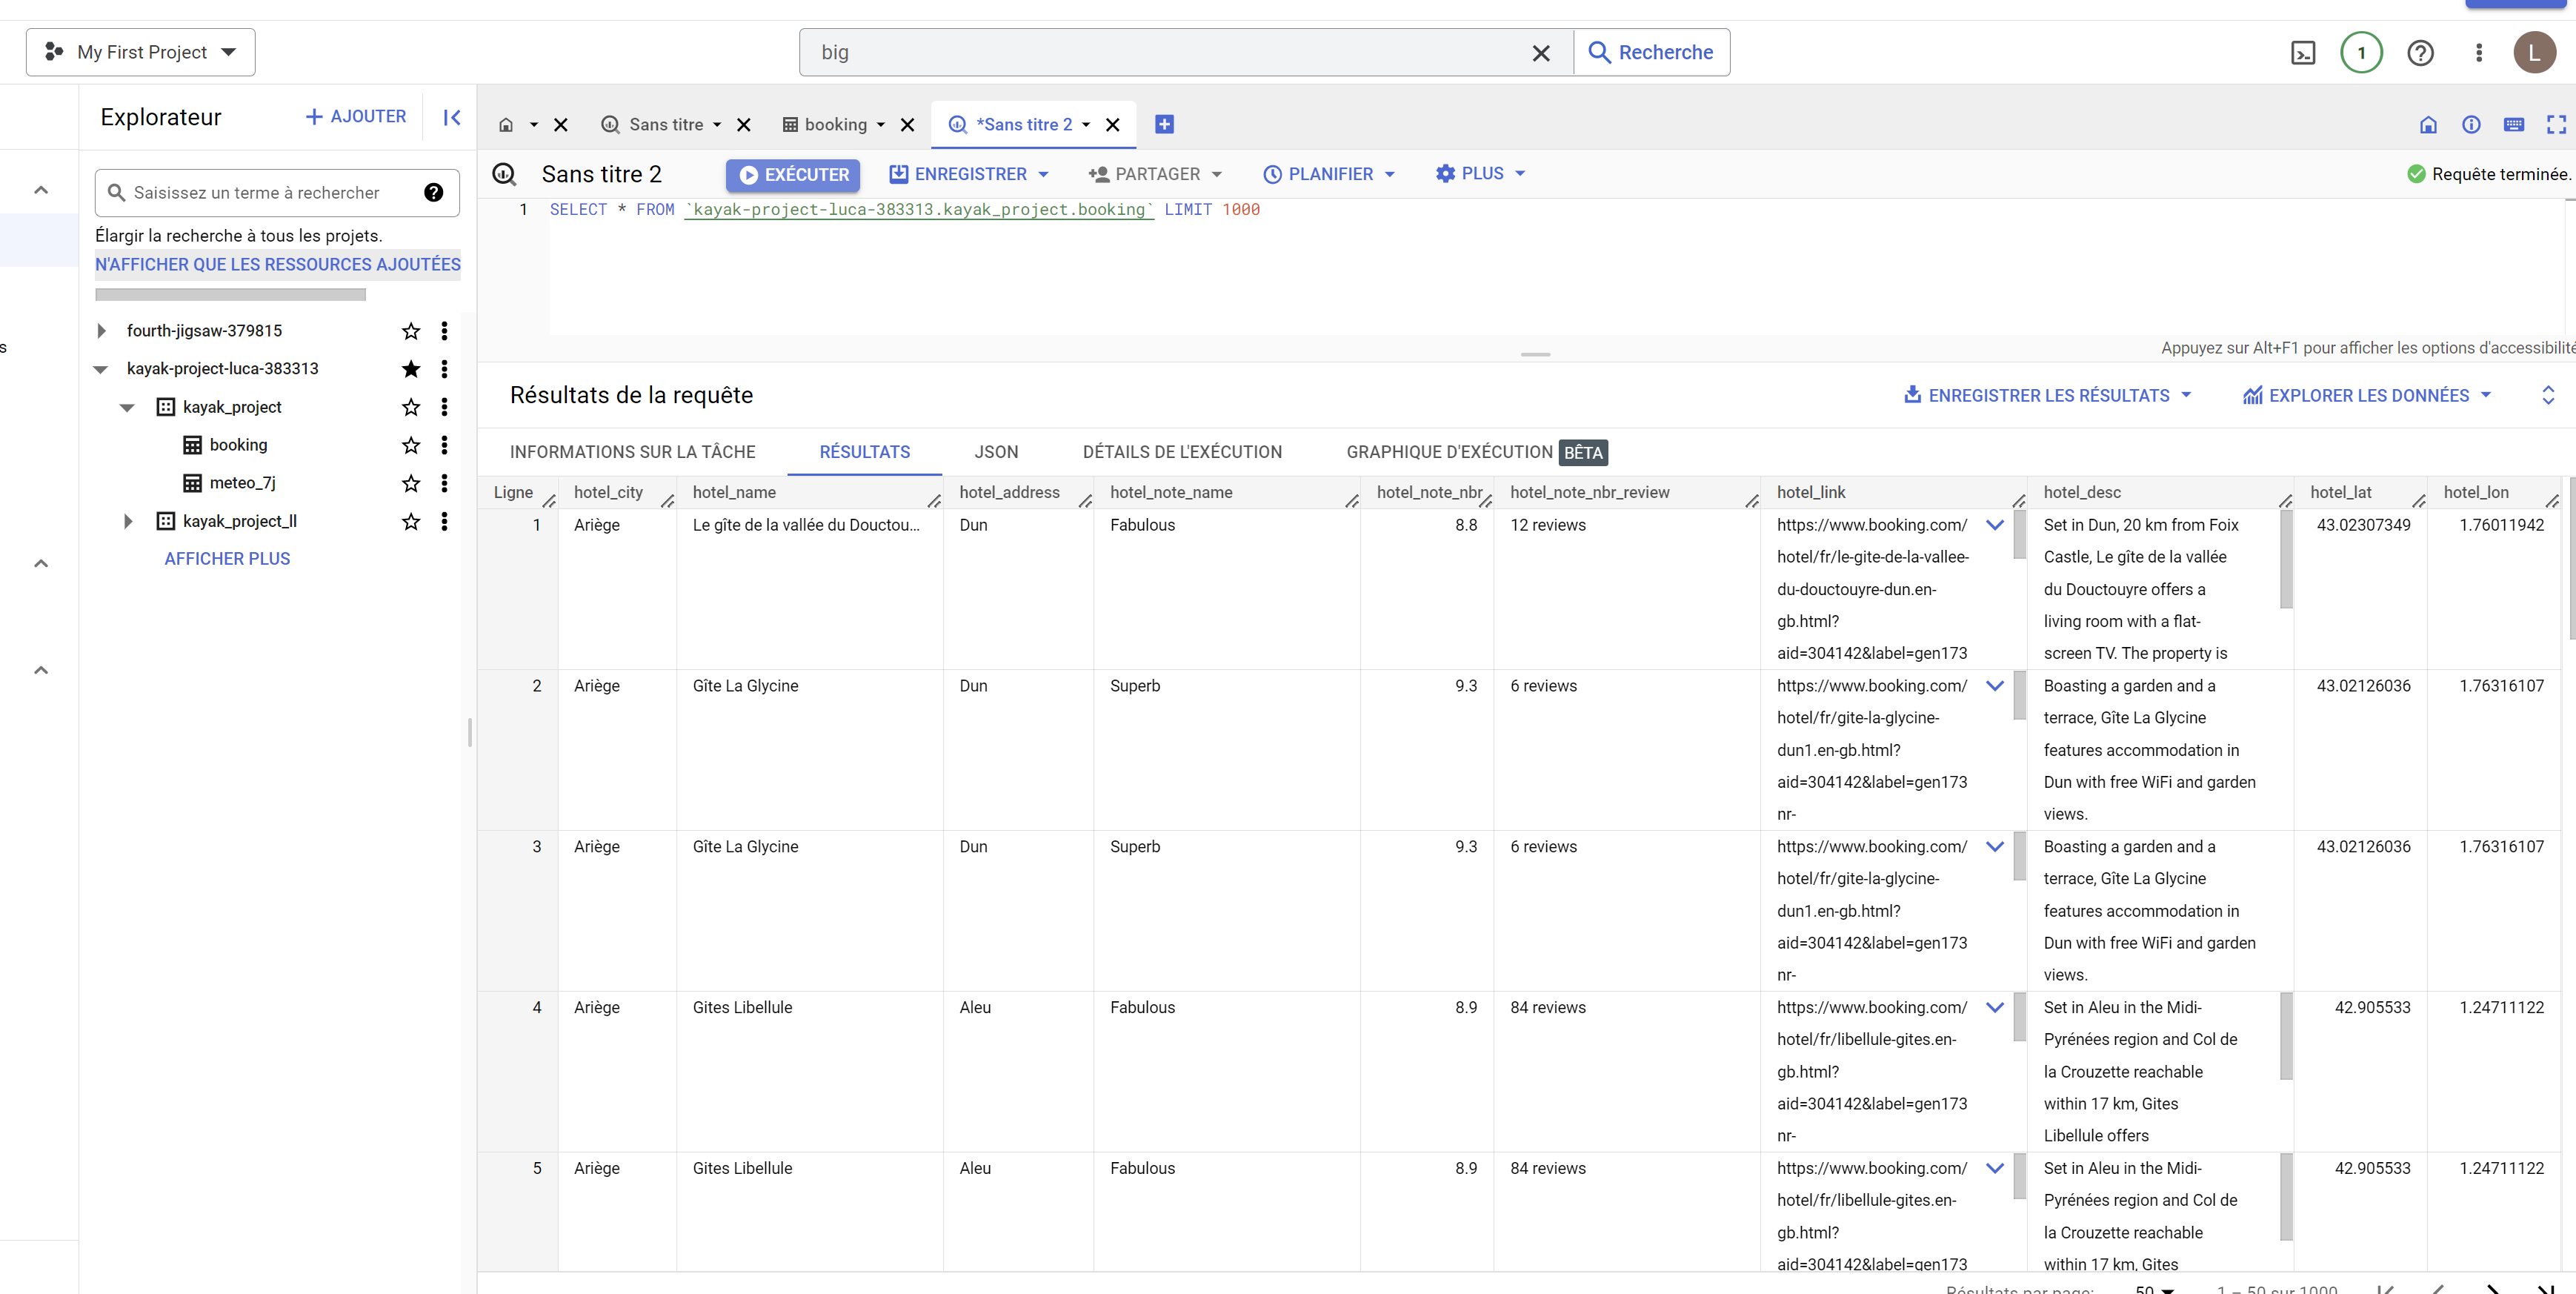 My First Project
big
Recherche
1
L
Explorateur
AJOUTER
Sans titre
booking
*Sans titre 2
Saisissez un terme à rechercher
Élargir la recherche à tous les projets.
N'AFFICHER QUE LES RESSOURCES AJOUTÉES
fourth-jigsaw-379815
kayak-project-luca-383313
kayak_project
booking
meteo_7j
kayak_project_ll
AFFICHER PLUS
s
Sans titre 2
EXÉCUTER
ENREGISTRER
PARTAGER
PLANIFIER
PLUS
Requête terminée.
1 SELECT * FROM `kayak-project-luca-383313.kayak_project.booking` LIMIT 1000
Appuyez sur Alt+F1 pour afficher les options d'accessibilité
Résultats de la requête
ENREGISTRER LES RÉSULTATS
EXPLORER LES DONNÉES
INFORMATIONS SUR LA TÂCHE
RÉSULTATS
JSON
DÉTAILS DE L'EXÉCUTION
GRAPHIQUE D'EXÉCUTION BÊTA
Ligne hotel_city hotel_name hotel_address hotel_note_name hotel_note_nbr hotel_note_nbr_review hotel_link hotel_desc hotel_lat hotel_lon
1 Ariège Le gîte de la vallée du Douctou... Dun Fabulous 8.8 12 reviews https://www.booking.com/ Set in Dun, 20 km from Foix 43.02307349 1.76011942
hotel/fr/le-gite-de-la-vallee- Castle, Le gîte de la vallée
du-douctouyre-dun.en- du Douctouyre offers a
gb.html? living room with a flat-
aid=304142&label=gen173 screen TV. The property is
2 Ariège Gîte La Glycine Dun Superb 9.3 6 reviews https://www.booking.com/ Boasting a garden and a 43.02126036 1.76316107
hotel/fr/gite-la-glycine- terrace, Gîte La Glycine
dun1.en-gb.html? features accommodation in
aid=304142&label=gen173 Dun with free WiFi and garden
nr- views.
3 Ariège Gîte La Glycine Dun Superb 9.3 6 reviews https://www.booking.com/ Boasting a garden and a 43.02126036 1.76316107
hotel/fr/gite-la-glycine- terrace, Gîte La Glycine
dun1.en-gb.html? features accommodation in
aid=304142&label=gen173 Dun with free WiFi and garden
nr- views.
4 Ariège Gites Libellule Aleu Fabulous 8.9 84 reviews https://www.booking.com/ Set in Aleu in the Midi- 42.905533 1.24711122
hotel/fr/libellule-gites.en- Pyrénées region and Col de
gb.html? la Crouzette reachable
aid=304142&label=gen173 within 17 km, Gites
nr- Libellule offers
5 Ariège Gites Libellule Aleu Fabulous 8.9 84 reviews https://www.booking.com/ Set in Aleu in the Midi- 42.905533 1.24711122
hotel/fr/libellule-gites.en- Pyrénées region and Col de
gb.html? la Crouzette reachable
aid=304142&label=gen173 within 17 km, Gites
Résultats par page: 50 1 – 50 sur 1000